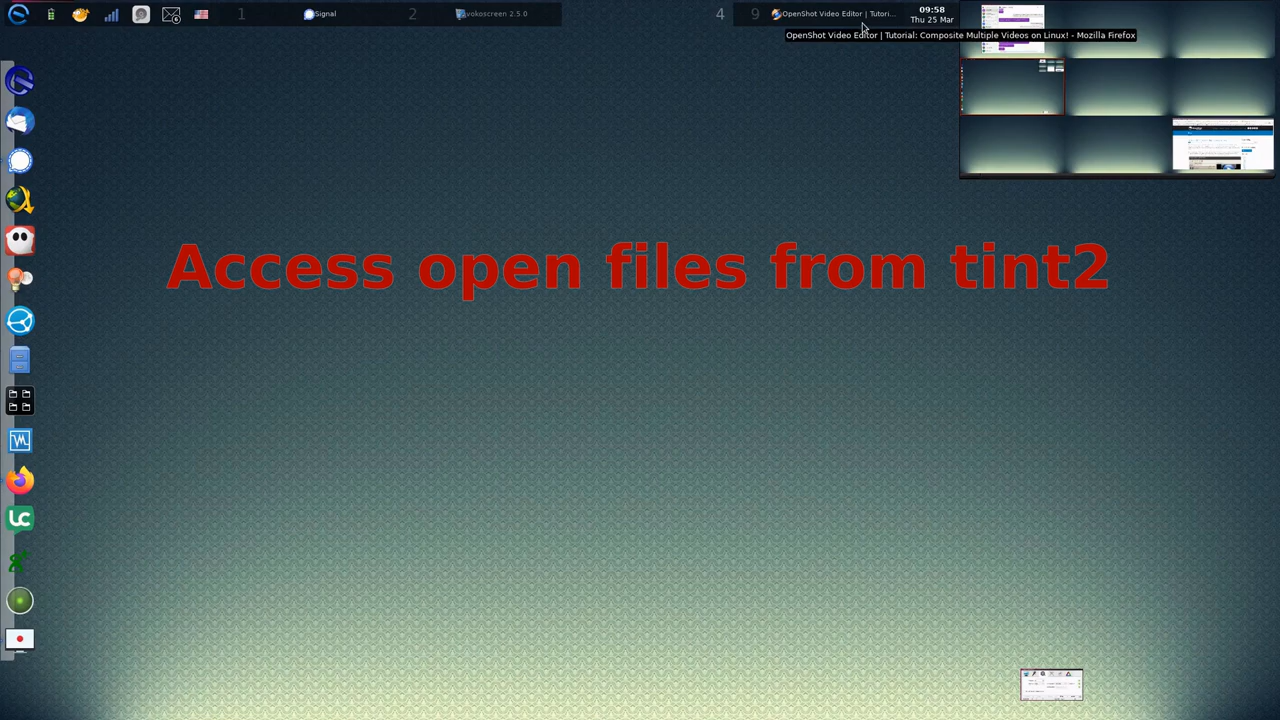 1
Signal
2
vokoscreen 2.5.0
4
9
OpenShot Video Editor | Tutori...
09:58
Thu 25 Mar
OpenShot Video Editor | Tutorial: Composite Multiple Videos on Linux! - Mozilla Firefox
6
Access open files from tint2